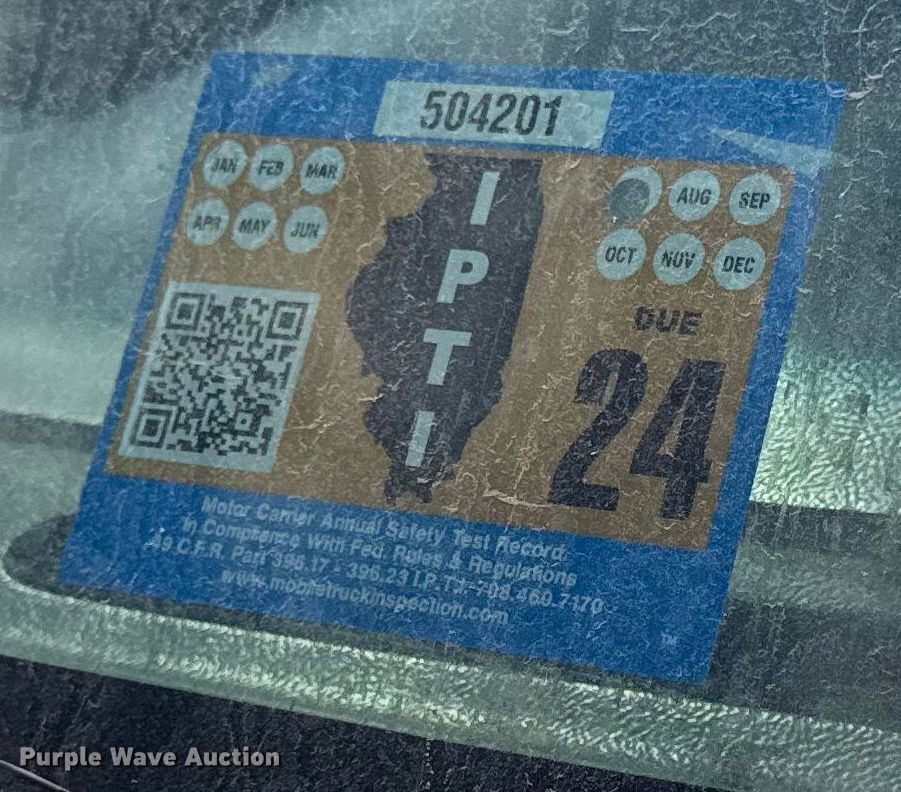 504201
JAN FEB MAR
APR MAY JUN
AUG SEP
OCT NOV DEC
I
P
T
I
DUE
24
Motor Carrier Annual Safety Test Record
In Comprence With Fed. Rules & Regulations
49 C.F.R. Part 396.17 - 396.23 I.P.T.I. 708.460.7170
www.mobiletruckinspection.com
TM
Purple Wave Auction